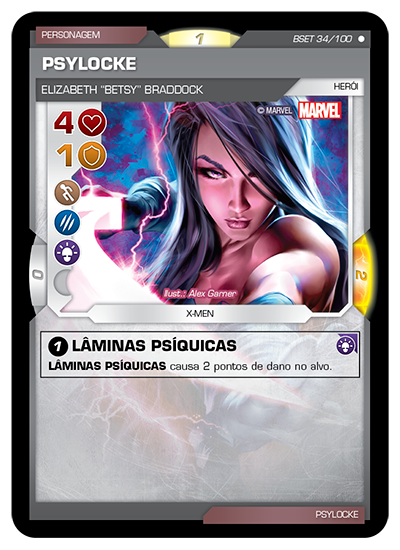 PERSONAGEM
1
BSET 34/100
PSYLOCKE
ELIZABETH "BETSY" BRADDOCK
HERÓI
4
© MARVEL MARVEL
1
0
2
Ilust.: Alex Garner
X-MEN
1 LÂMINAS PSÍQUICAS
LÂMINAS PSÍQUICAS causa 2 pontos de dano no alvo.
PSYLOCKE